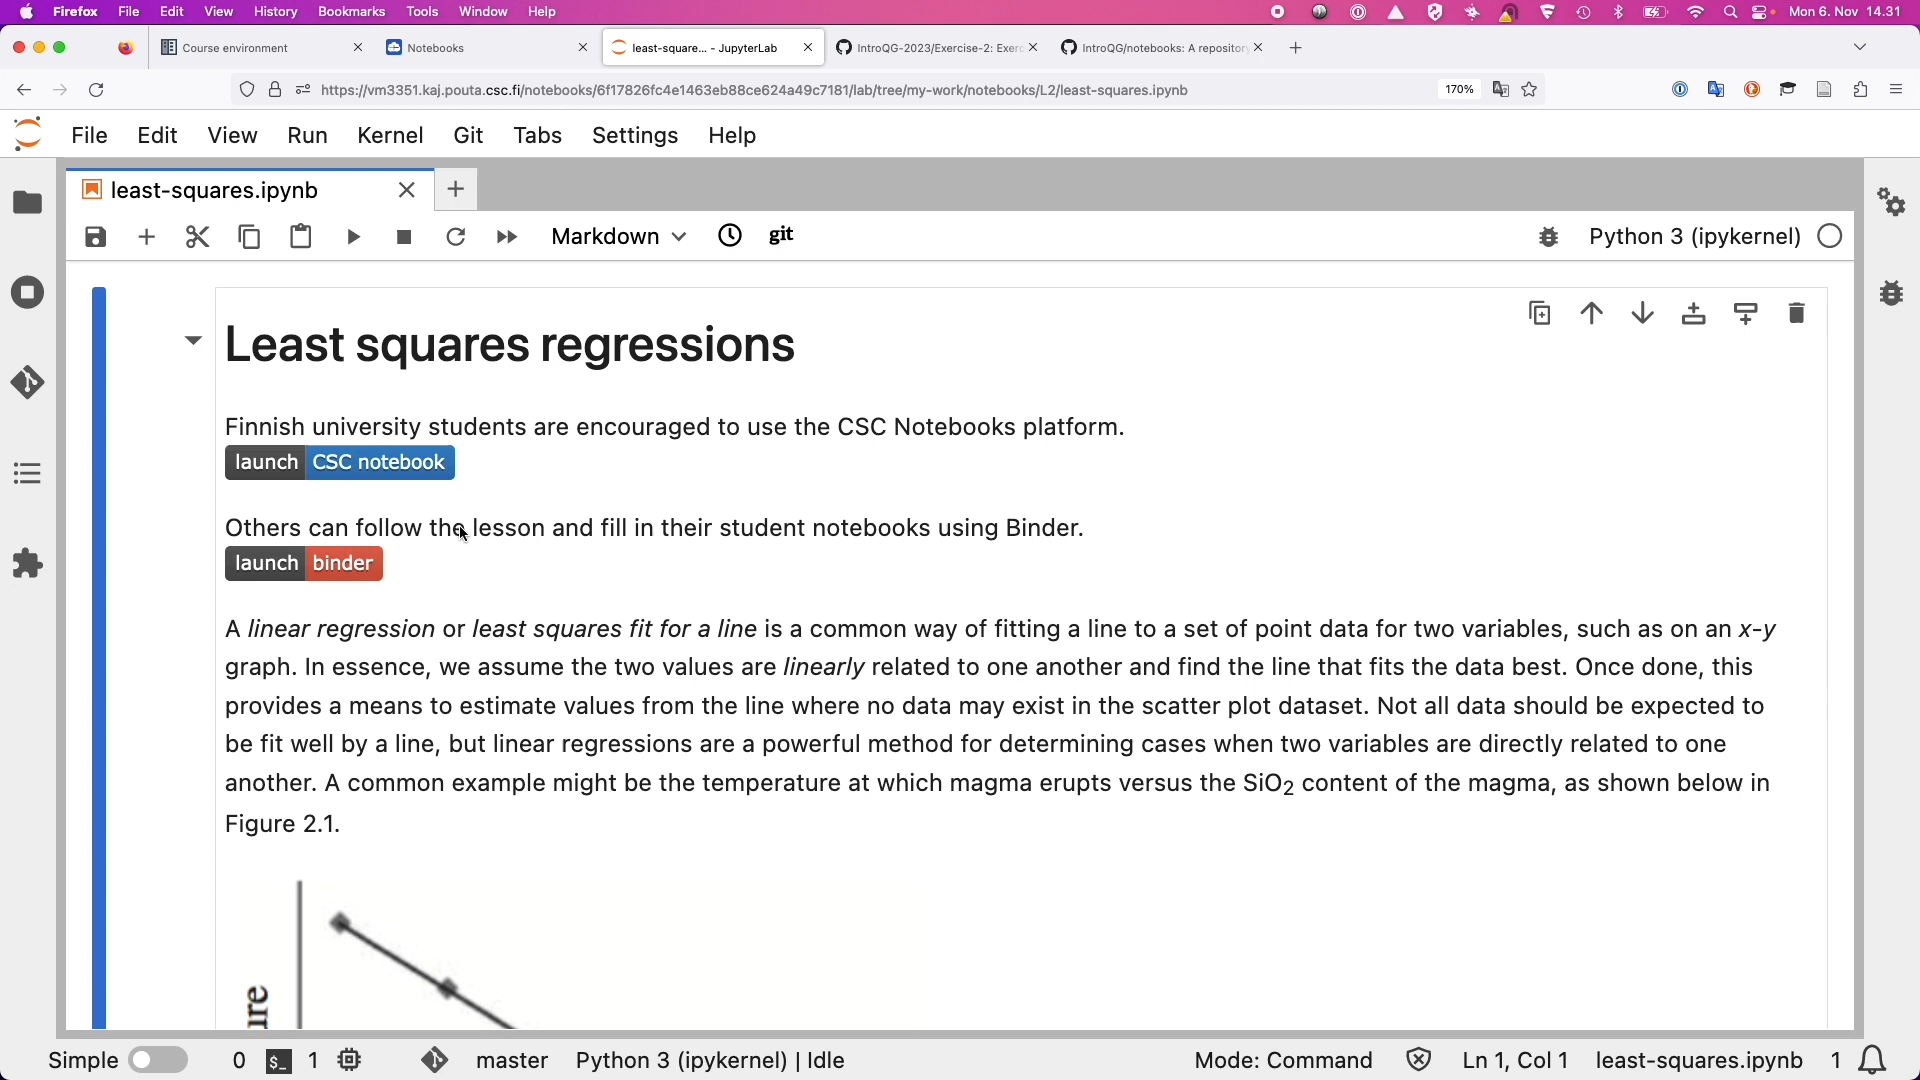 Firefox File Edit View History Bookmarks Tools Window Help Mon 6. Nov 14.31
Course environment Notebooks least-square... - JupyterLab IntroQG-2023/Exercise-2: Exerc IntroQG/notebooks: A repository
https://vm3351.kaj.pouta.csc.fi/notebooks/6f17826fc4e1463eb88ce624a49c7181/lab/tree/my-work/notebooks/L2/least-squares.ipynb 170%
File Edit View Run Kernel Git Tabs Settings Help
least-squares.ipynb
Markdown git Python 3 (ipykernel)
Least squares regressions
Finnish university students are encouraged to use the CSC Notebooks platform.
launch CSC notebook
Others can follow the lesson and fill in their student notebooks using Binder.
launch binder
A linear regression or least squares fit for a line is a common way of fitting a line to a set of point data for two variables, such as on an x-y
graph. In essence, we assume the two values are linearly related to one another and find the line that fits the data best. Once done, this
provides a means to estimate values from the line where no data may exist in the scatter plot dataset. Not all data should be expected to
be fit well by a line, but linear regressions are a powerful method for determining cases when two variables are directly related to one
another. A common example might be the temperature at which magma erupts versus the SiO₂ content of the magma, as shown below in
Figure 2.1.
ure
Simple 0 $_ 1 master Python 3 (ipykernel) | Idle Mode: Command Ln 1, Col 1 least-squares.ipynb 1